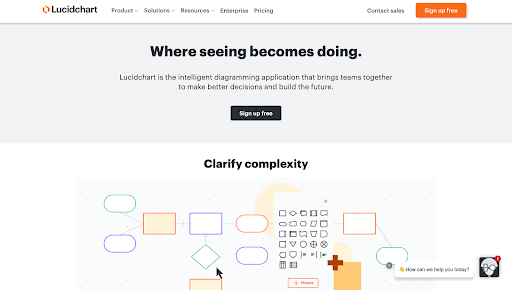 Lucidchart
Product Solutions Resources Enterprise Pricing
Contact sales
Sign up free
Where seeing becomes doing.
Lucidchart is the intelligent diagramming application that brings teams together
to make better decisions and build the future.
Sign up free
Clarify complexity
Shapes
👋 How can we help you today?
1